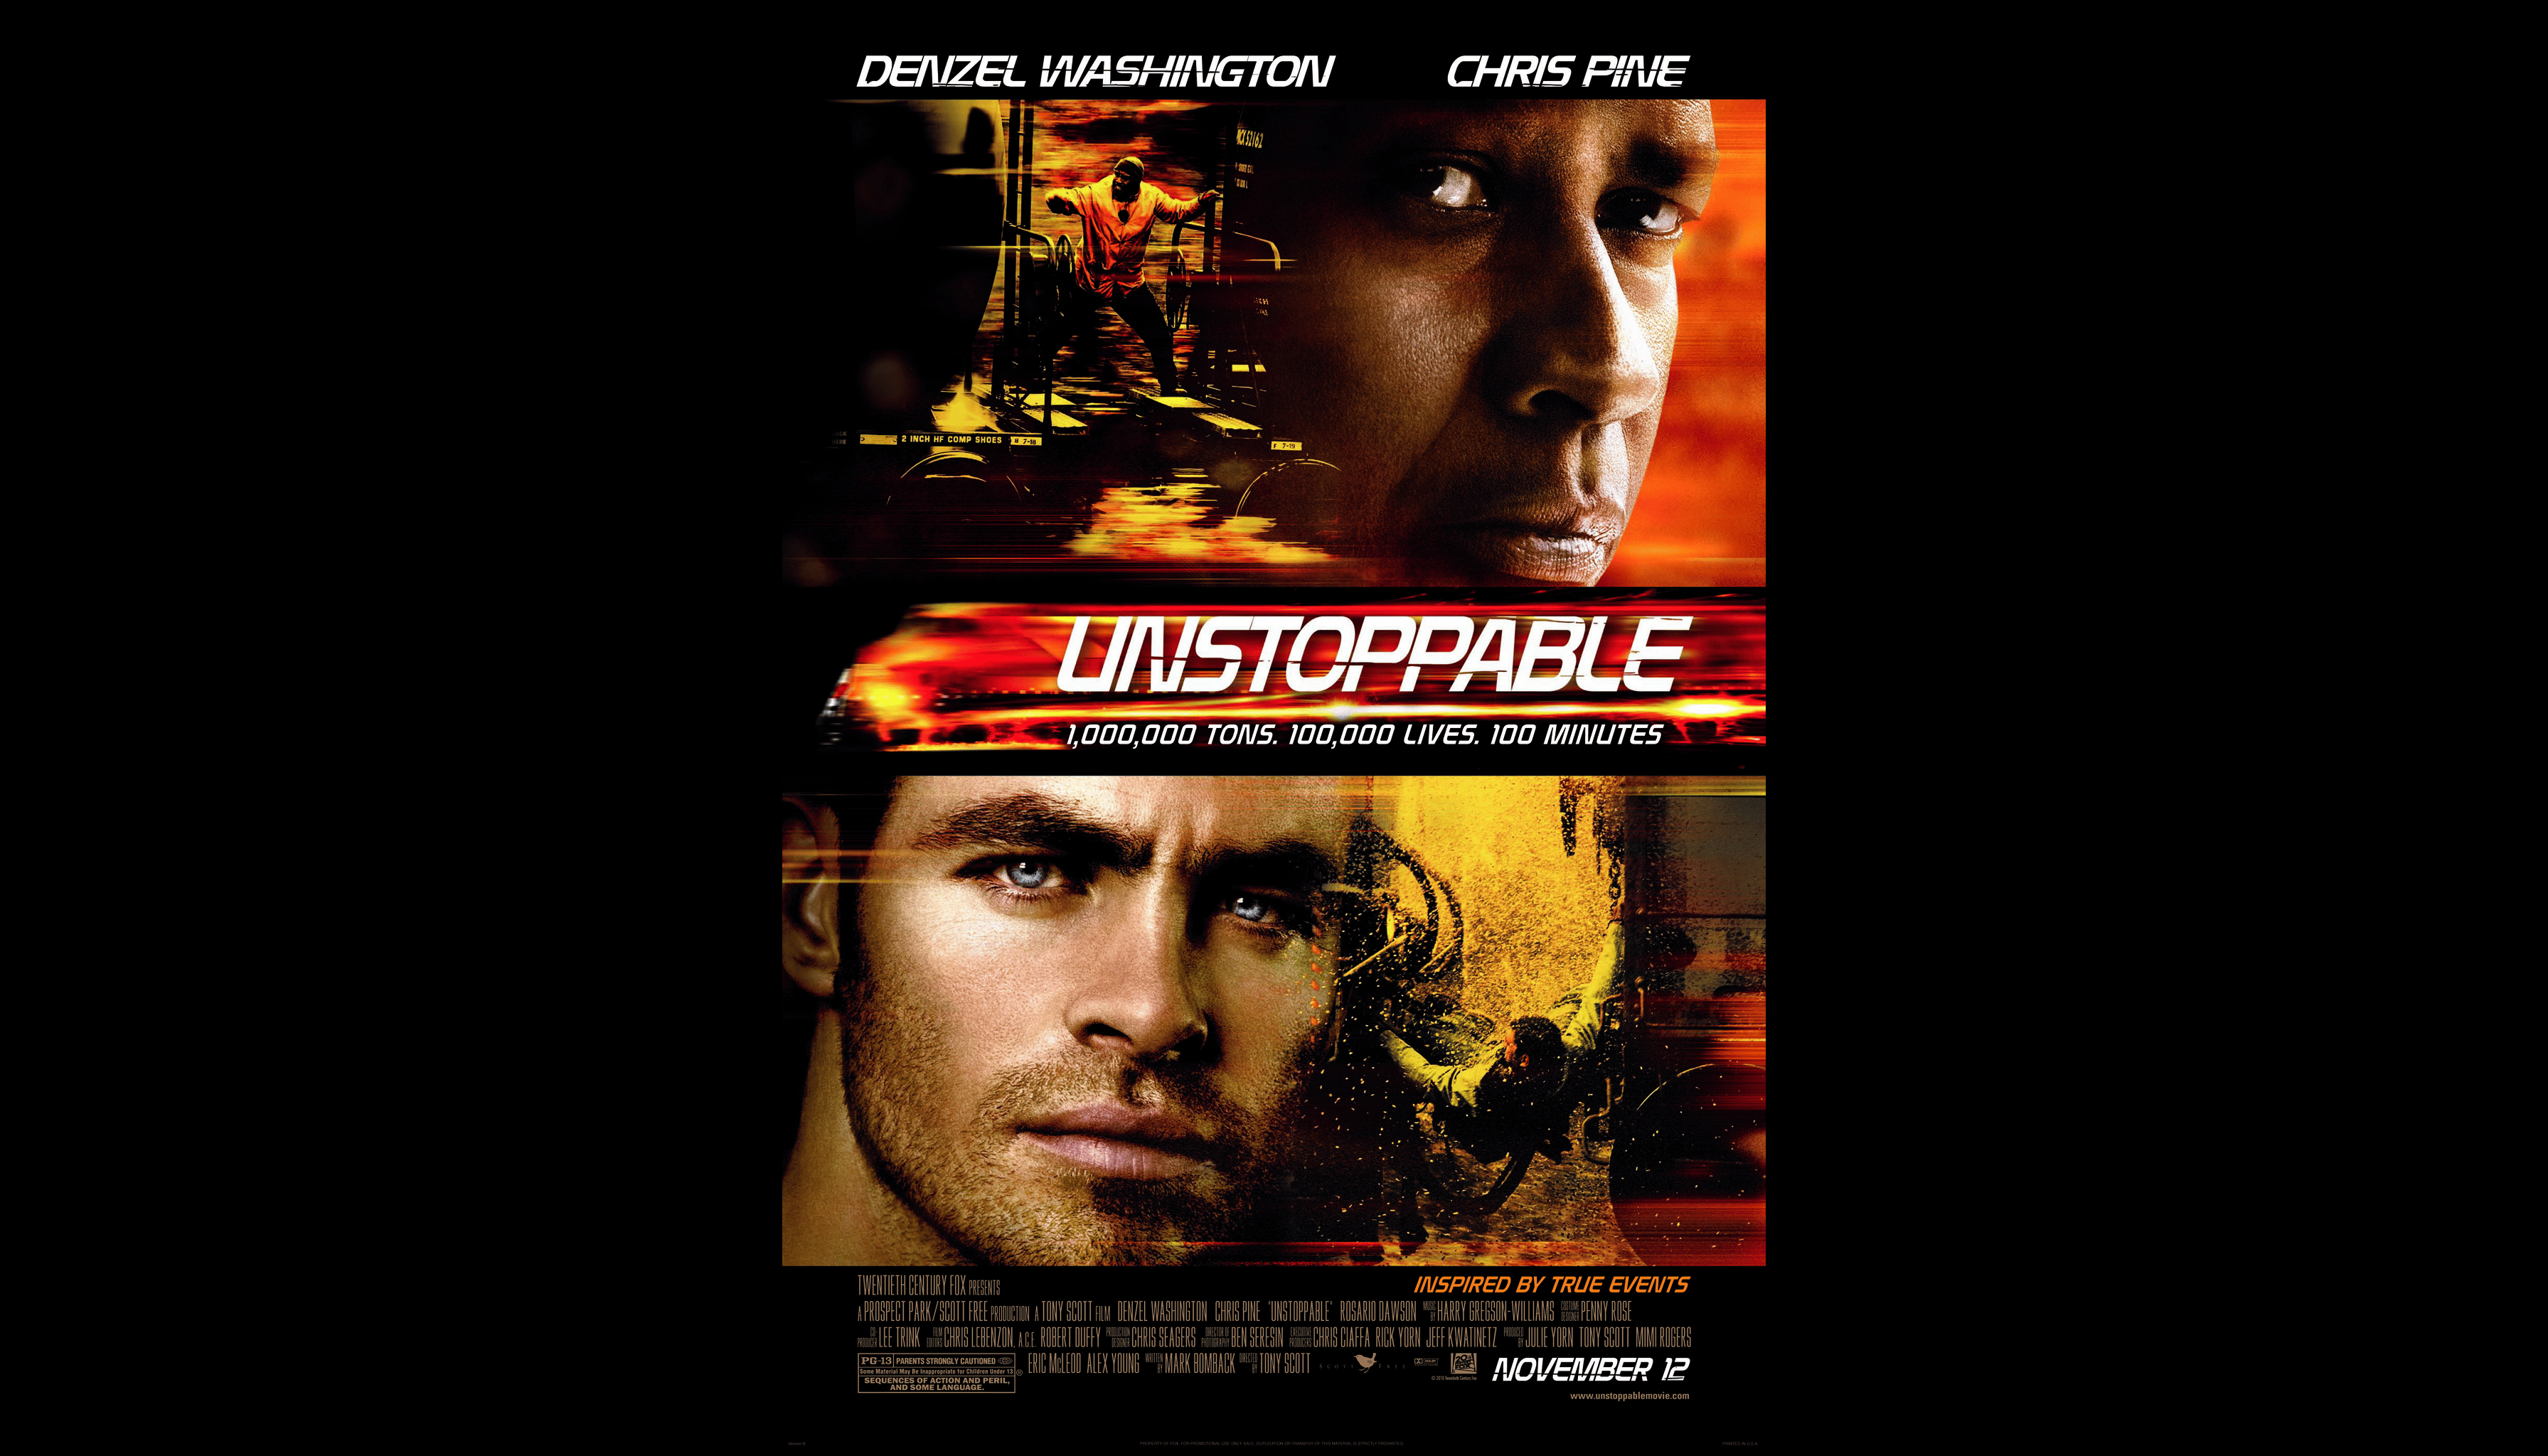 DENZEL WASHINGTON CHRIS PINE
2 INCH HF COMP SHOES
F 7-19
UNSTOPPABLE
1,000,000 TONS. 100,000 LIVES. 100 MINUTES
TWENTIETH CENTURY FOX PRESENTS
INSPIRED BY TRUE EVENTS
A PROSPECT PARK/SCOTT FREE PRODUCTION A TONY SCOTT FILM DENZEL WASHINGTON CHRIS PINE "UNSTOPPABLE" ROSARIO DAWSON MUSIC BY HARRY GREGSON-WILLIAMS COSTUME DESIGNER PENNY ROSE
CO-PRODUCER LEE TRINK FILM EDITORS CHRIS LEBENZON, A.C.E. ROBERT DUFFY PRODUCTION DESIGNER CHRIS SEAGERS DIRECTOR OF PHOTOGRAPHY BEN SERESIN EXECUTIVE PRODUCERS CHRIS CIAFFA RICK YORN JEFF KWATINETZ PRODUCED BY JULIE YORN TONY SCOTT MIMI ROGERS
ERIC McLEOD ALEX YOUNG WRITTEN BY MARK BOMBACK DIRECTED BY TONY SCOTT
SCOTT FREE
NOVEMBER 12
PG-13 PARENTS STRONGLY CAUTIONED
Some Material May Be Inappropriate for Children Under 13
SEQUENCES OF ACTION AND PERIL,
AND SOME LANGUAGE.
www.unstoppablemovie.com